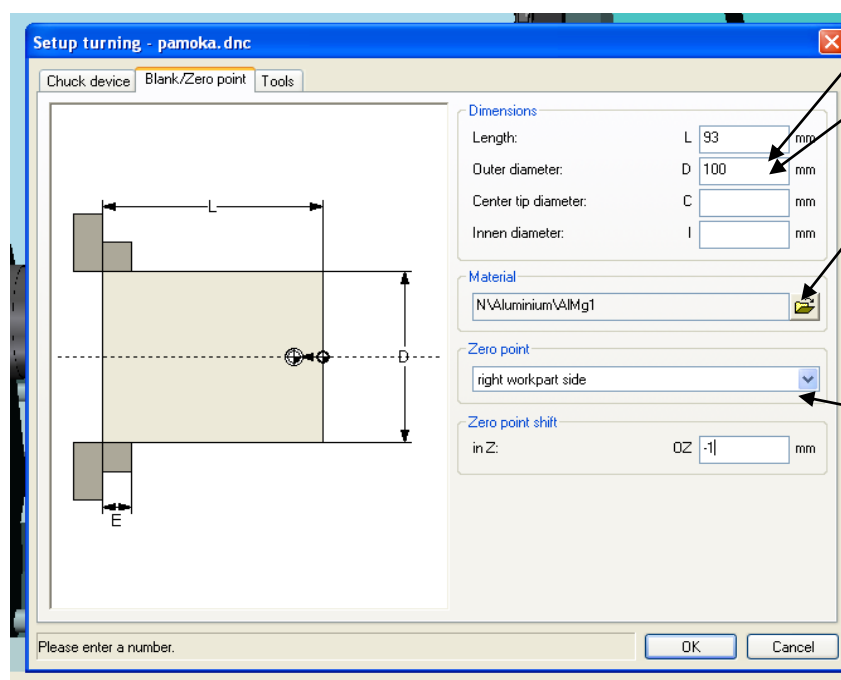 Setup turning - pamoka.dnc
Chuck device Blank/Zero point Tools
Dimensions
Length: L 93 mm
Outer diameter: D 100 mm
Center tip diameter: C mm
Innen diameter: I mm
Material
N\Aluminium\AlMg1
Zero point
right workpart side
Zero point shift
in Z: OZ -1 mm
L
D
E
Please enter a number. OK Cancel